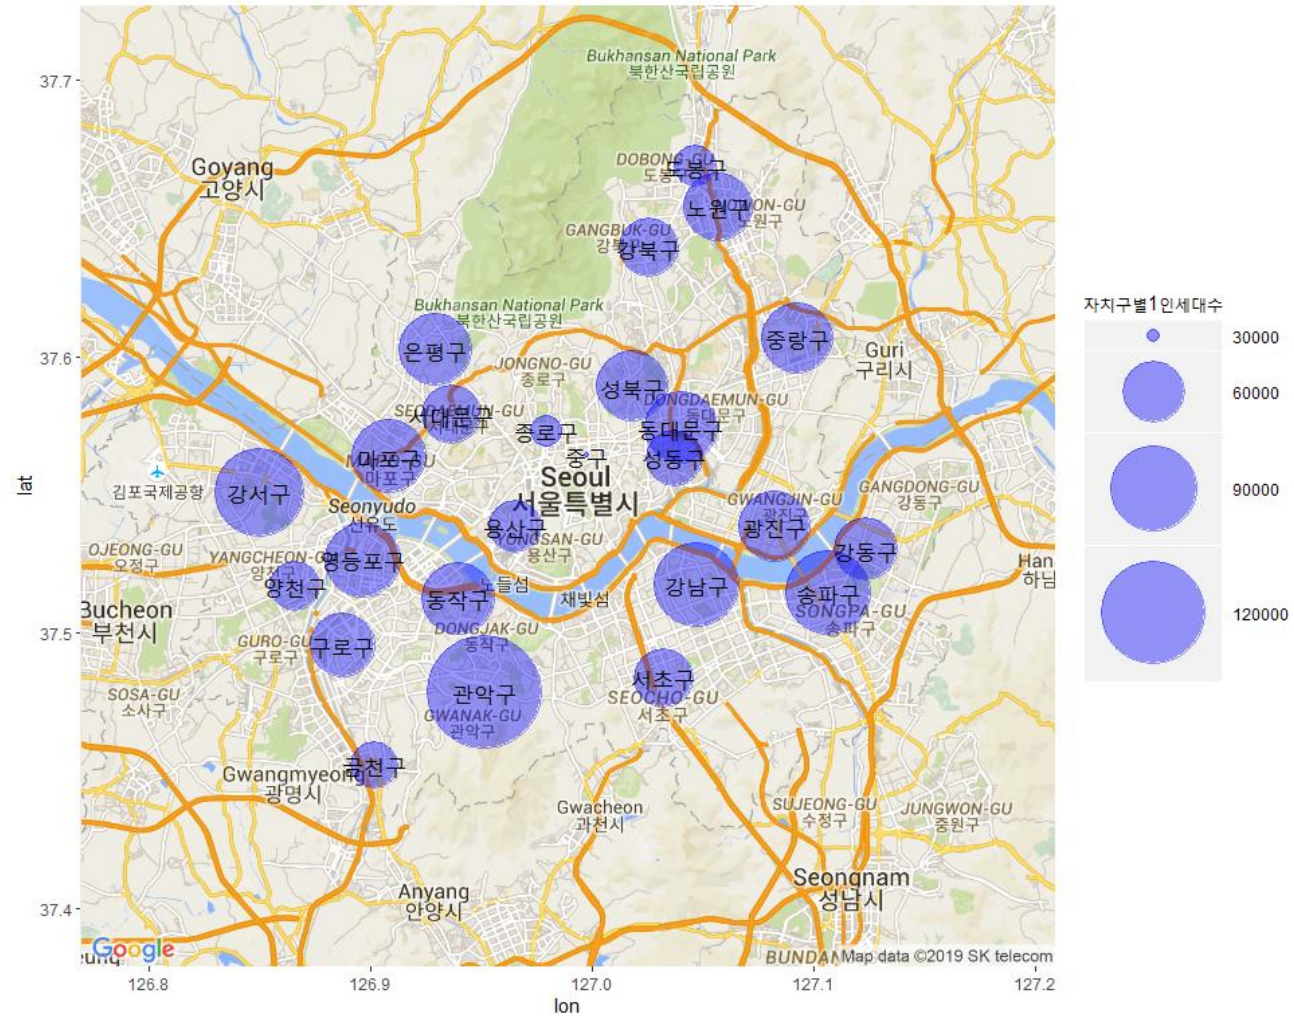 Bukhansan National Park
북한산국립공원
37.7
DOBONG-GU
도봉구
Goyang
고양시
노원구
노원구
GANGBUK-GU
강북구
Bukhansan National Park
북한산국립공원
자치구별1인세대수
30000
중랑구
Guri
구리시
37.6
은평구
JONGNO-GU
종로구
성북구
60000
DONGDAEMUN-GU
동대문구
서대문구
동대문구
종로구
중구
성동구
마포구
마포구
김포국제공항
강서구
Seoul
서울특별시
GANGDONG-GU
강동구
90000
lat
Seonyudo
선유도
GWANGJIN-GU
광진구
광진구
용산구
YONGSAN-GU
용산구
OJEONG-GU
오정구
YANGCHEON-GU
양천구
영등포구
강동구
Han
하남
양천구
동작구
노들섬
채빛섬
강남구
송파구
Bucheon
부천시
SONGPA-GU
송파구
120000
37.5
GURO-GU
구로구
구로구
DONGJAK-GU
동작구
SOSA-GU
소사구
관악구
GWANAK-GU
관악구
서초구
SEOCHO-GU
서초구
금천구
Gwangmyeong
광명시
Gwacheon
과천시
SUJEONG-GU
수정구
JUNGWON-GU
중원구
Anyang
안양시
Seongnam
성남시
37.4
Google
BUNDAN
Map data ©2019 SK telecom
126.8
126.9
127.0
127.1
127.2
lon